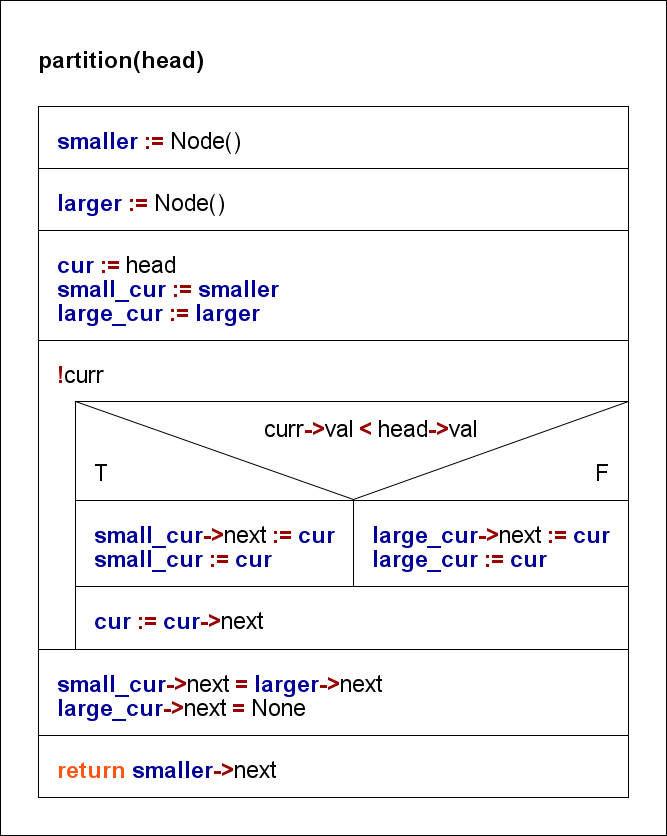 partition(head)
smaller := Node()
larger := Node()
cur := head
small_cur := smaller
large_cur := larger
!curr
curr->val < head->val
T
F
small_cur->next := cur
small_cur := cur
large_cur->next := cur
large_cur := cur
cur := cur->next
small_cur->next = larger->next
large_cur->next = None
return smaller->next